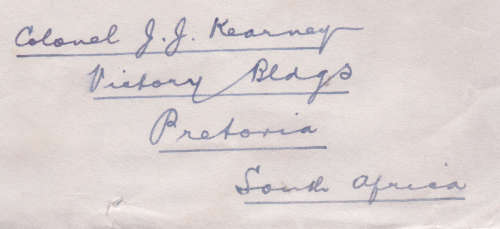 Colonel J. J. Kearney
Victory Bldgs
Pretoria
South Africa